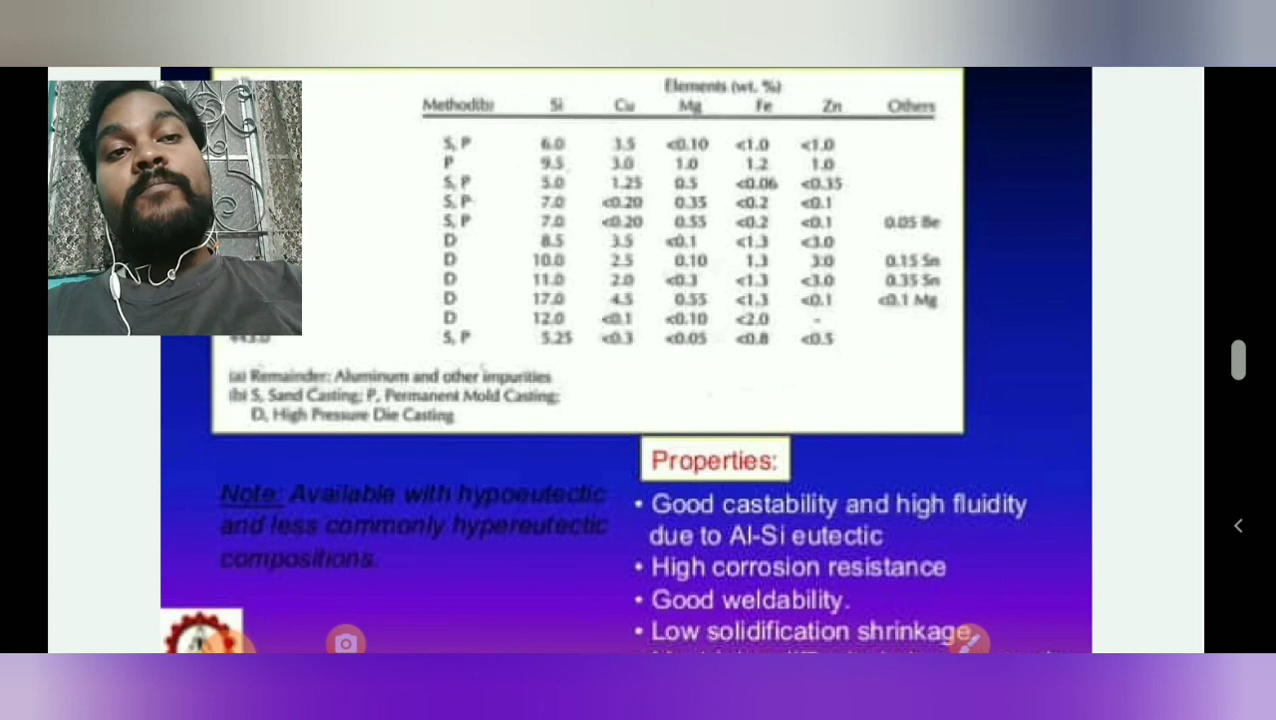 Elements (wt. %)
Method(b) Si Cu Mg Fe Zn Others
S, P 6.0 3.5 <0.10 <1.0 <1.0
P 9.5 3.0 1.0 1.2 1.0
S, P 5.0 1.25 0.5 <0.06 <0.35
S, P 7.0 <0.20 0.35 <0.2 <0.1
S, P 7.0 <0.20 0.55 <0.2 <0.1 0.05 Be
D 8.5 3.5 <0.1 <1.3 <3.0
D 10.0 2.5 0.10 1.3 3.0 0.15 Sn
D 11.0 2.0 <0.3 <1.3 <3.0 0.35 Sn
D 17.0 4.5 0.55 <1.3 <0.1 <0.1 Mg
D 12.0 <0.1 <0.10 <2.0 -
S, P 5.25 <0.3 <0.05 <0.8 <0.5
(a) Remainder: Aluminum and other impurities
(b) S, Sand Casting; P, Permanent Mold Casting;
D, High Pressure Die Casting
Note: Available with hypoeutectic
and less commonly hypereutectic
compositions.
Properties:
• Good castability and high fluidity
due to Al-Si eutectic
• High corrosion resistance
• Good weldability.
• Low solidification shrinkage.